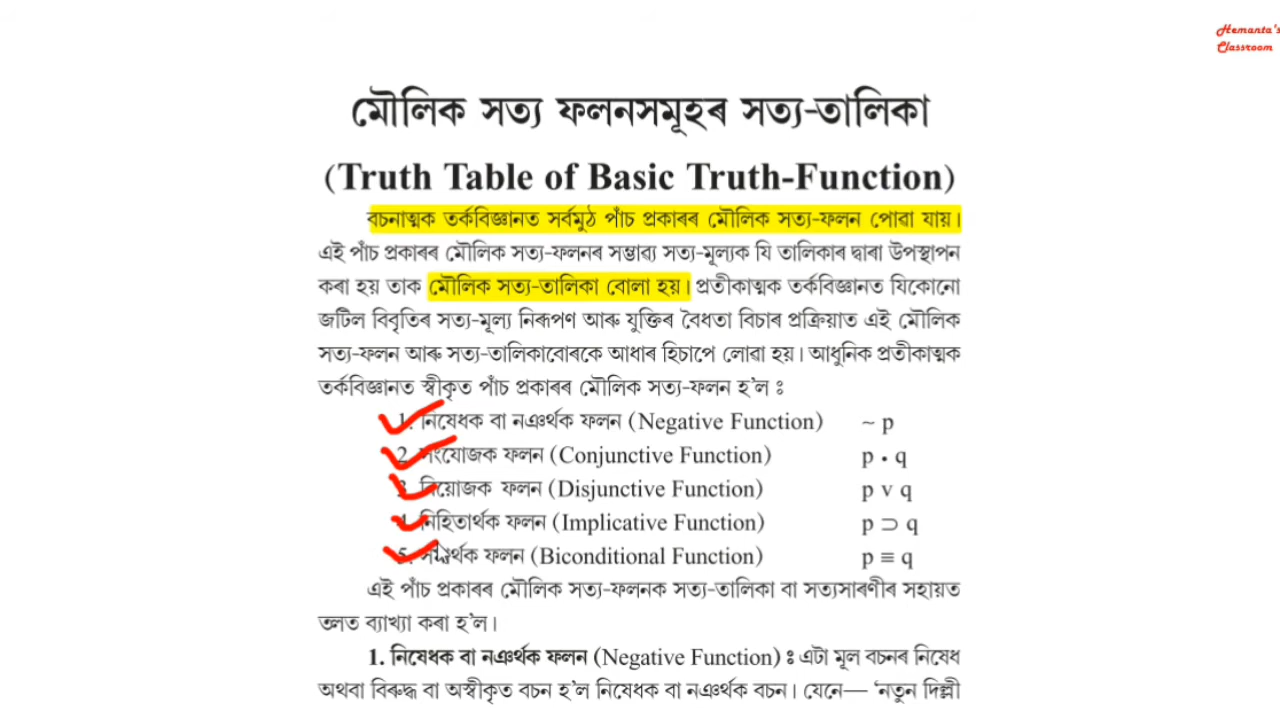 Hemanta's
Classroom
মৌলিক সত্য ফলনসমূহৰ সত্য-তালিকা
(Truth Table of Basic Truth-Function)
বচনাত্মক তৰ্কবিজ্ঞানত সৰ্বমুঠ পাঁচ প্ৰকাৰৰ মৌলিক সত্য-ফলন পোৱা যায়।
এই পাঁচ প্ৰকাৰৰ মৌলিক সত্য-ফলনৰ সম্ভাৱ্য সত্য-মূল্যক যি তালিকাৰ দ্বাৰা উপস্থাপন
কৰা হয় তাক মৌলিক সত্য-তালিকা বোলা হয়। প্ৰতীকাত্মক তৰ্কবিজ্ঞানত যিকোনো
জটিল বিবৃতিৰ সত্য-মূল্য নিৰূপণ আৰু যুক্তিৰ বৈধতা বিচাৰ প্ৰক্ৰিয়াত এই মৌলিক
সত্য-ফলন আৰু সত্য-তালিকাবোৰকে আধাৰ হিচাপে লোৱা হয়। আধুনিক প্ৰতীকাত্মক
তৰ্কবিজ্ঞানত স্বীকৃত পাঁচ প্ৰকাৰৰ মৌলিক সত্য-ফলন হ'ল ঃ
1. নিষেধক বা নঞৰ্থক ফলন (Negative Function) ~ p
2. সংযোজক ফলন (Conjunctive Function) p • q
3. বিয়োজক ফলন (Disjunctive Function) p v q
4. নিহিতাৰ্থক ফলন (Implicative Function) p ⊃ q
5. ফলন (Biconditional Function) p ≡ q
এই পাঁচ প্ৰকাৰৰ মৌলিক সত্য-ফলনক সত্য-তালিকা বা সত্যসাৰণীৰ সহায়ত
তলত ব্যাখ্যা কৰা হ'ল।
1. নিষেধক বা নঞৰ্থক ফলন (Negative Function) ঃ এটা মূল বচনৰ নিষেধ
অথবা বিৰুদ্ধ বা অস্বীকৃত বচন হ'ল নিষেধক বা নঞৰ্থক বচন। যেনে— 'নতুন দিল্লী